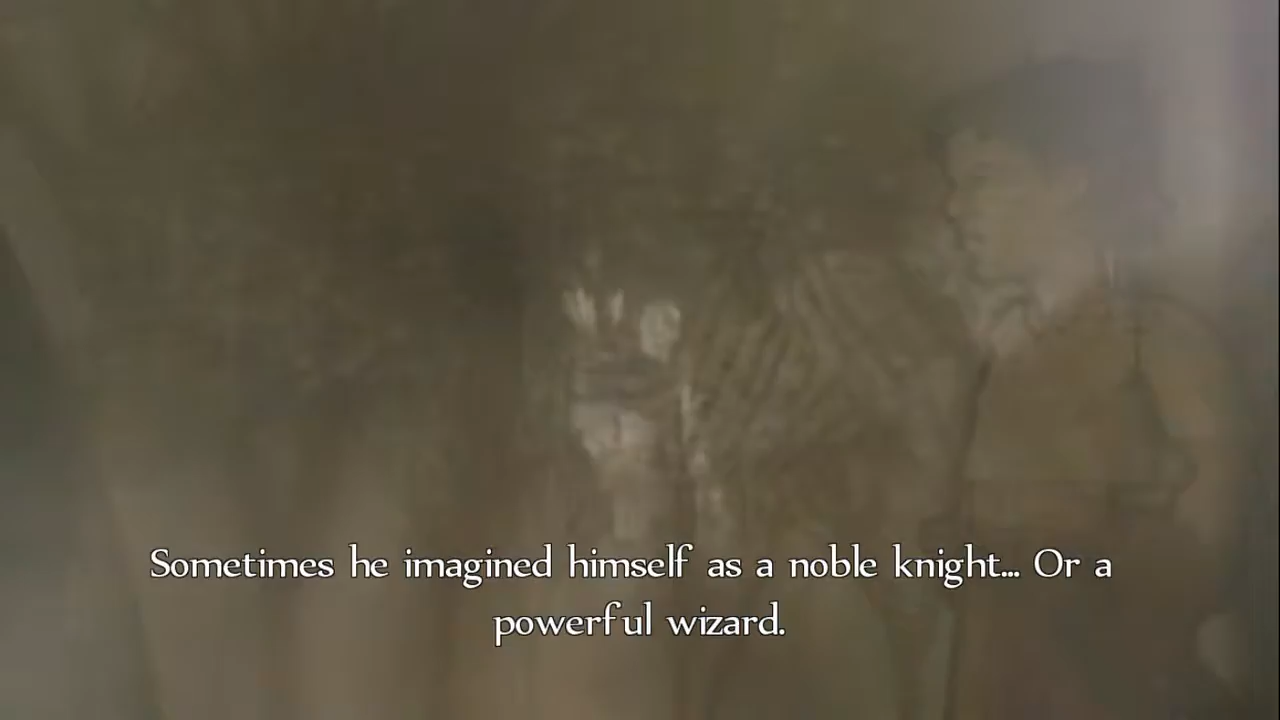 Sometimes he imagined himself as a noble knight... Or a
powerful wizard.